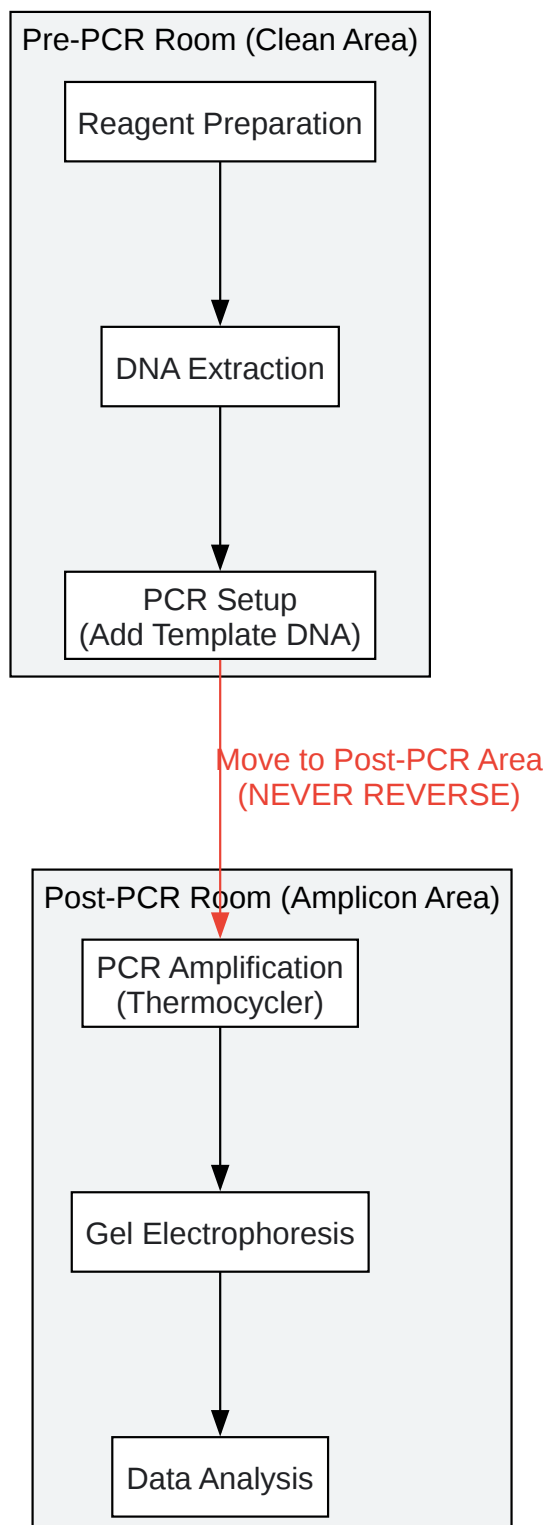 Pre-PCR Room (Clean Area)
Reagent Preparation
DNA Extraction
PCR Setup
(Add Template DNA)
Move to Post-PCR Area
(NEVER REVERSE)
Post-PCR Room (Amplicon Area)
PCR Amplification
(Thermocycler)
Gel Electrophoresis
Data Analysis